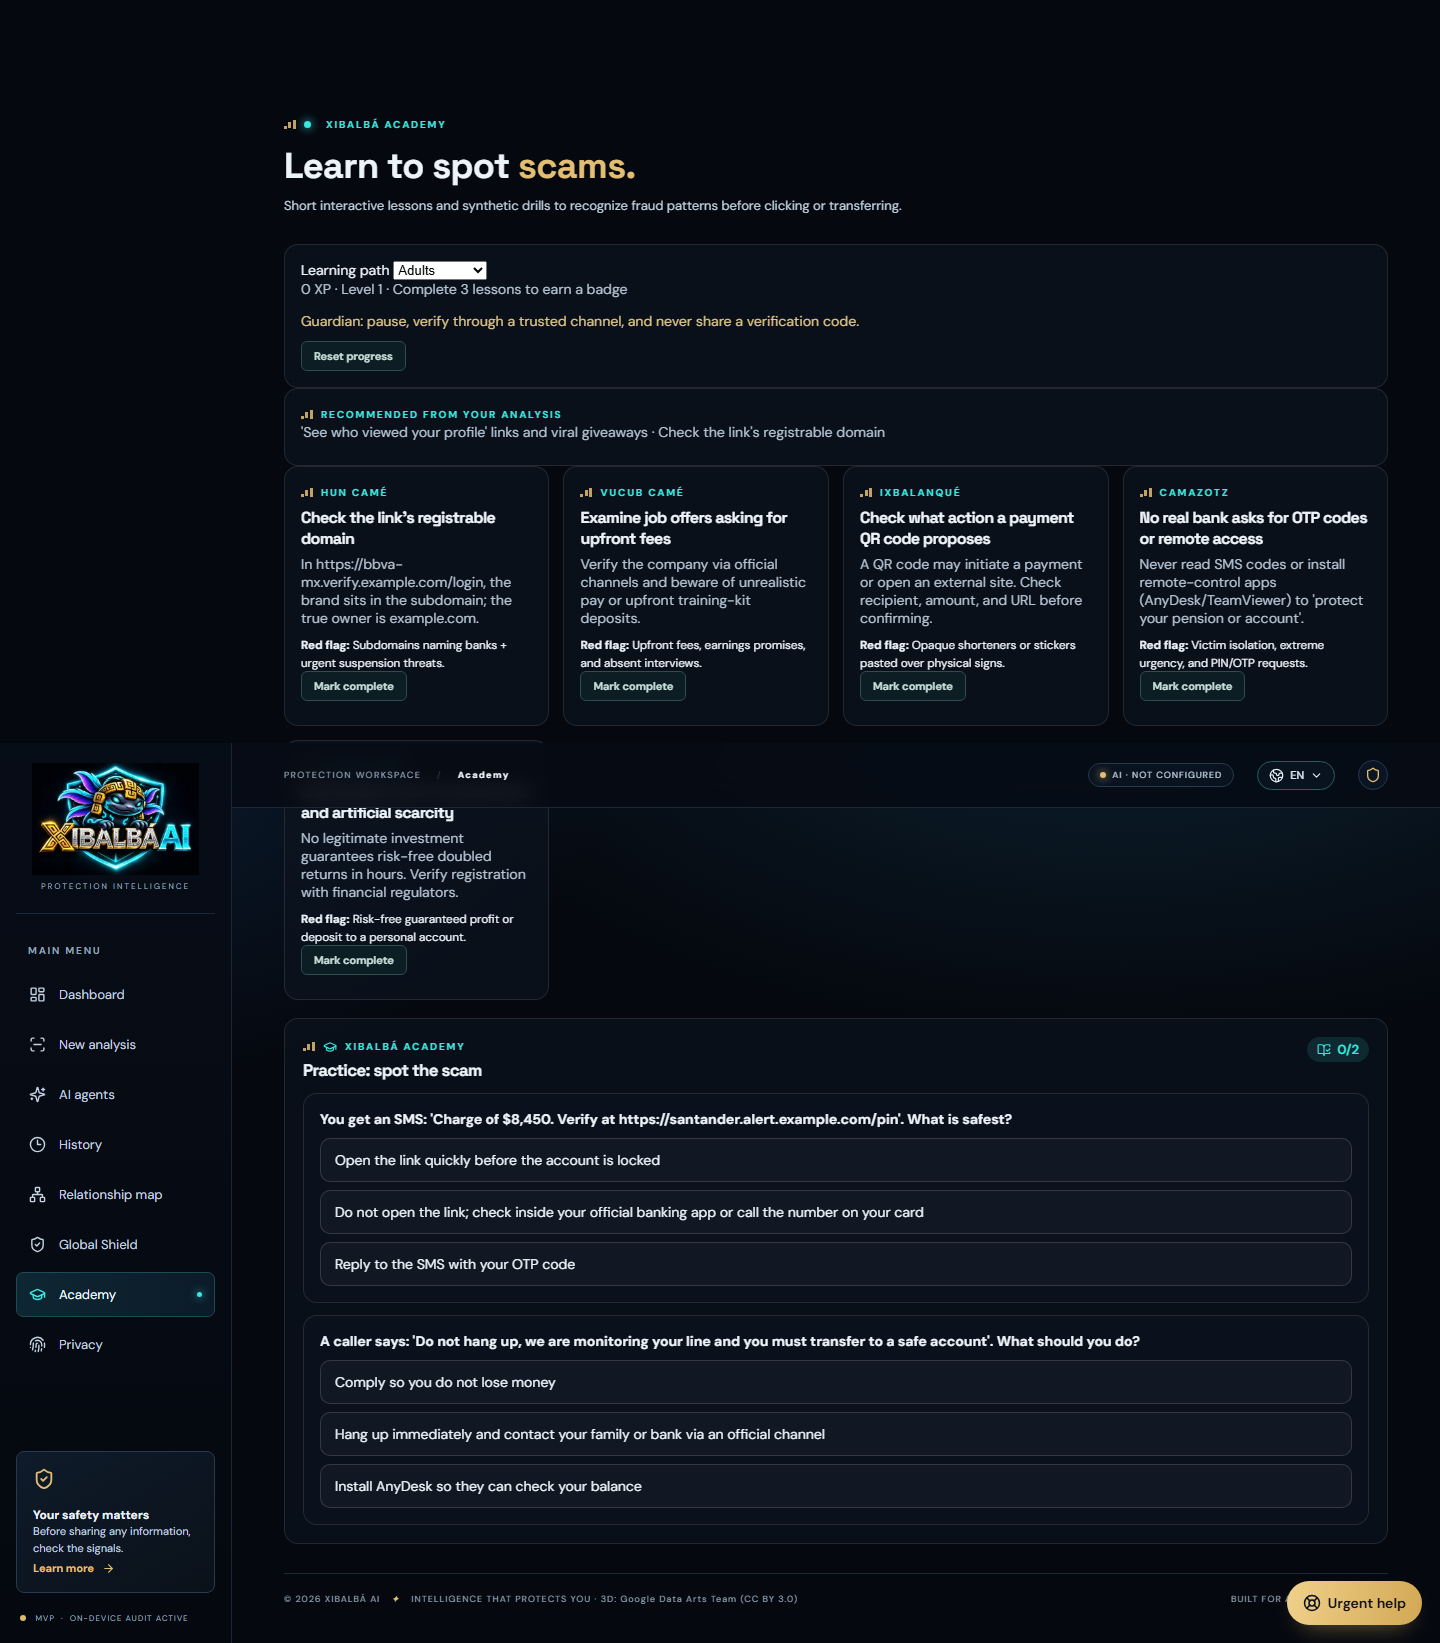 XIBALBÁ ACADEMY
Learn to spot scams.
Short interactive lessons and synthetic drills to recognize fraud patterns before clicking or transferring.
Learning path Adults
0 XP · Level 1 · Complete 3 lessons to earn a badge
Guardian: pause, verify through a trusted channel, and never share a verification code.
Reset progress
RECOMMENDED FROM YOUR ANALYSIS
'See who viewed your profile' links and viral giveaways · Check the link's registrable domain
HUN CAMÉ
Check the link's registrable
domain
In https://bbva-
mx.verify.example.com/login, the
brand sits in the subdomain; the
true owner is example.com.
Red flag: Subdomains naming banks +
urgent suspension threats.
Mark complete
VUCUB CAMÉ
Examine job offers asking for
upfront fees
Verify the company via official
channels and beware of unrealistic
pay or upfront training-kit
deposits.
Red flag: Upfront fees, earnings promises,
and absent interviews.
Mark complete
IXBALANQUÉ
Check what action a payment
QR code proposes
A QR code may initiate a payment
or open an external site. Check
recipient, amount, and URL before
confirming.
Red flag: Opaque shorteners or stickers
pasted over physical signs.
Mark complete
CAMAZOTZ
No real bank asks for OTP codes
or remote access
Never read SMS codes or install
remote-control apps
(AnyDesk/TeamViewer) to 'protect
your pension or account'.
Red flag: Victim isolation, extreme
urgency, and PIN/OTP requests.
Mark complete
XIBALBÁ AI
PROTECTION INTELLIGENCE
MAIN MENU
Dashboard
New analysis
AI agents
History
Relationship map
Global Shield
Academy
Privacy
Your safety matters
Before sharing any information,
check the signals.
Learn more →
MVP · ON-DEVICE AUDIT ACTIVE
PROTECTION WORKSPACE / Academy
AI · NOT CONFIGURED
EN
and artificial scarcity
No legitimate investment
guarantees risk-free doubled
returns in hours. Verify registration
with financial regulators.
Red flag: Risk-free guaranteed profit or
deposit to a personal account.
Mark complete
XIBALBÁ ACADEMY
0/2
Practice: spot the scam
You get an SMS: 'Charge of $8,450. Verify at https://santander.alert.example.com/pin'. What is safest?
Open the link quickly before the account is locked
Do not open the link; check inside your official banking app or call the number on your card
Reply to the SMS with your OTP code
A caller says: 'Do not hang up, we are monitoring your line and you must transfer to a safe account'. What should you do?
Comply so you do not lose money
Hang up immediately and contact your family or bank via an official channel
Install AnyDesk so they can check your balance
© 2026 XIBALBÁ AI ✦ INTELLIGENCE THAT PROTECTS YOU · 3D: Google Data Arts Team (CC BY 3.0)
BUILT FOR
Urgent help